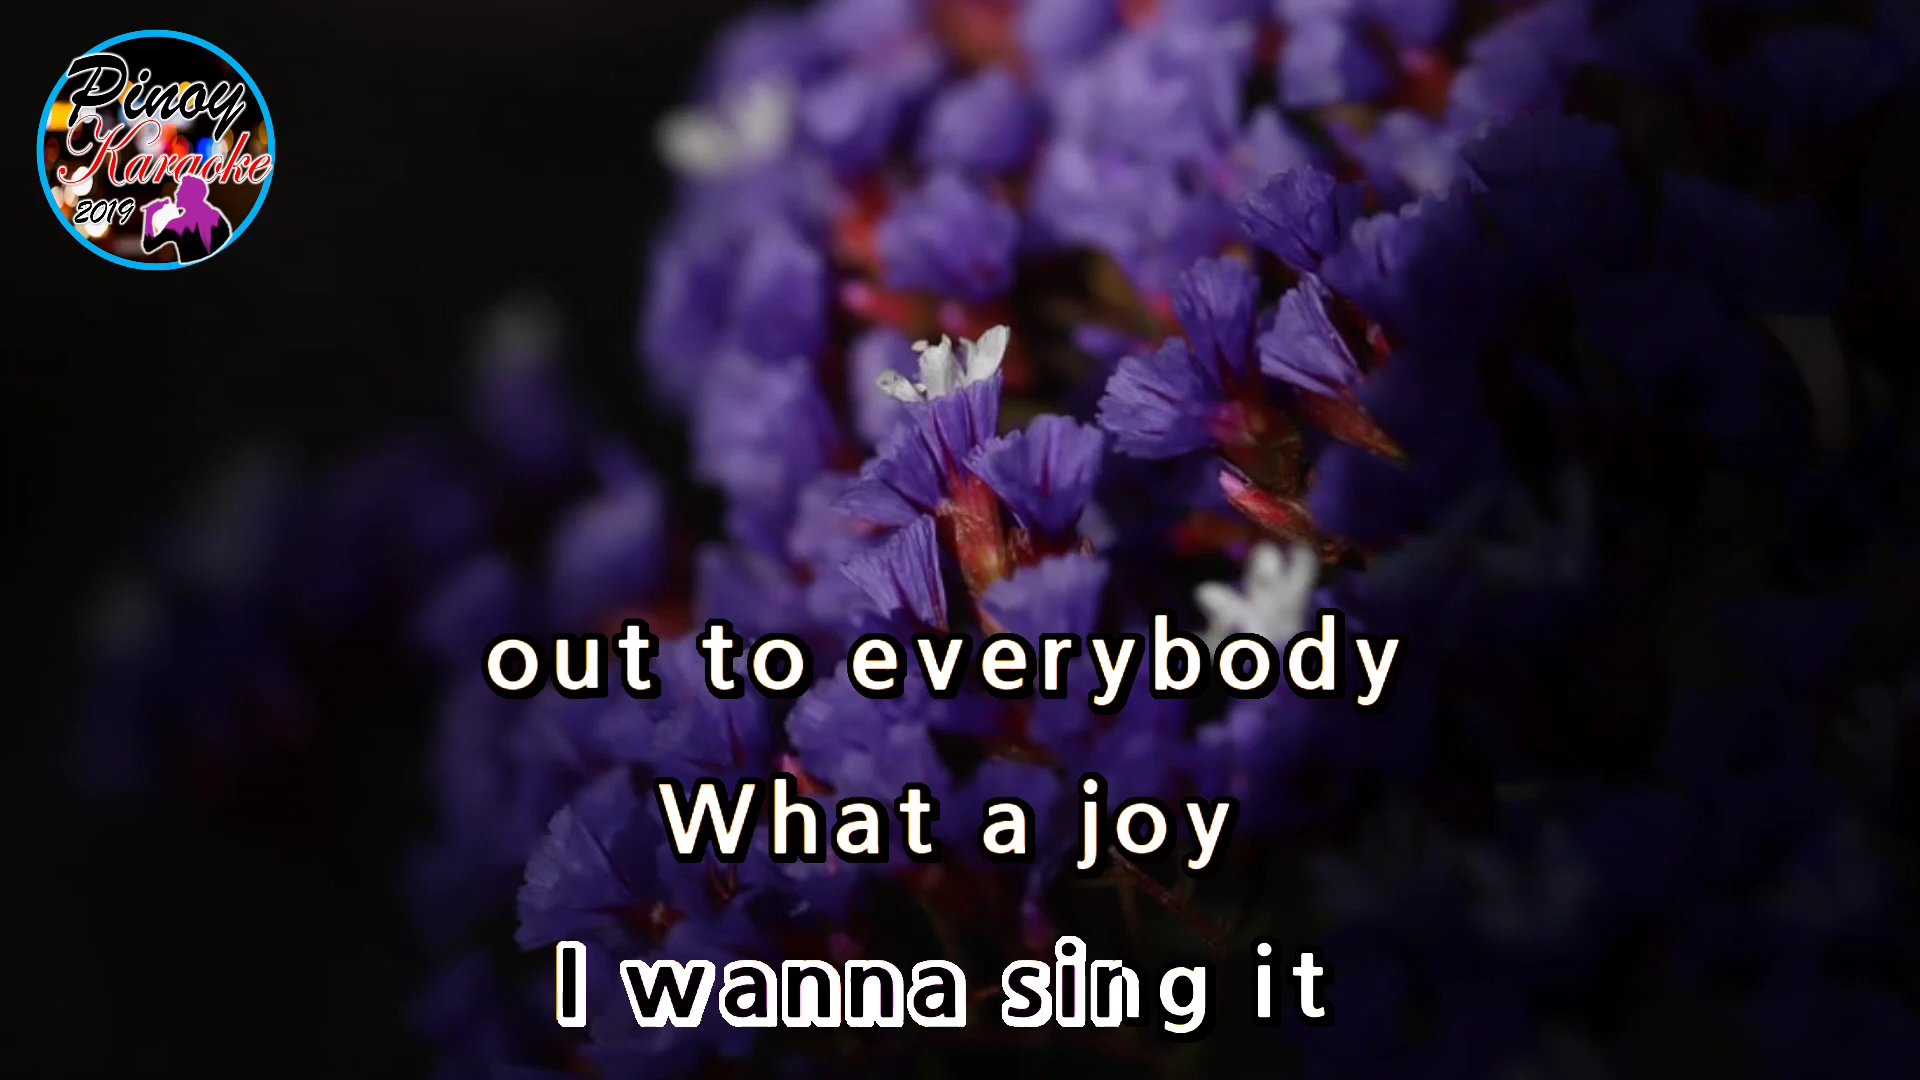 Pinoy
Karaoke
2019
out to everybody
What a joy
I wanna sing it